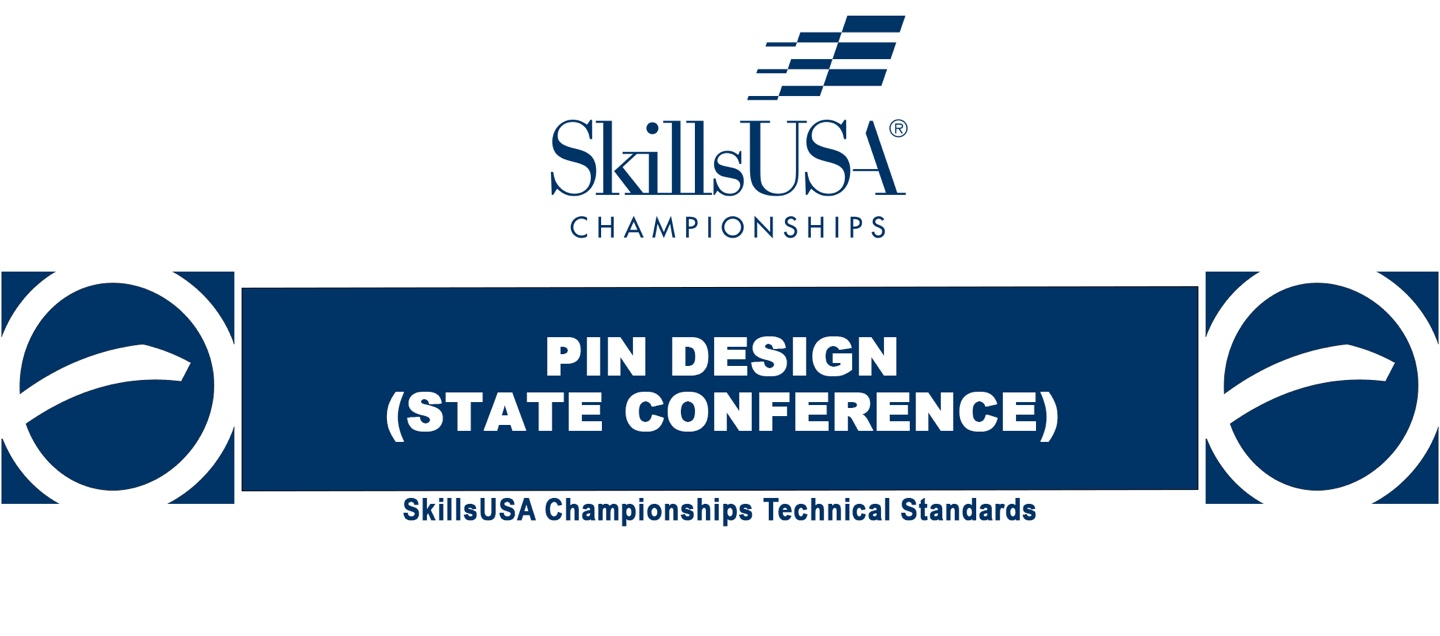 SkillsUSA®
CHAMPIONSHIPS
PIN DESIGN
(STATE CONFERENCE)
SkillsUSA Championships Technical Standards